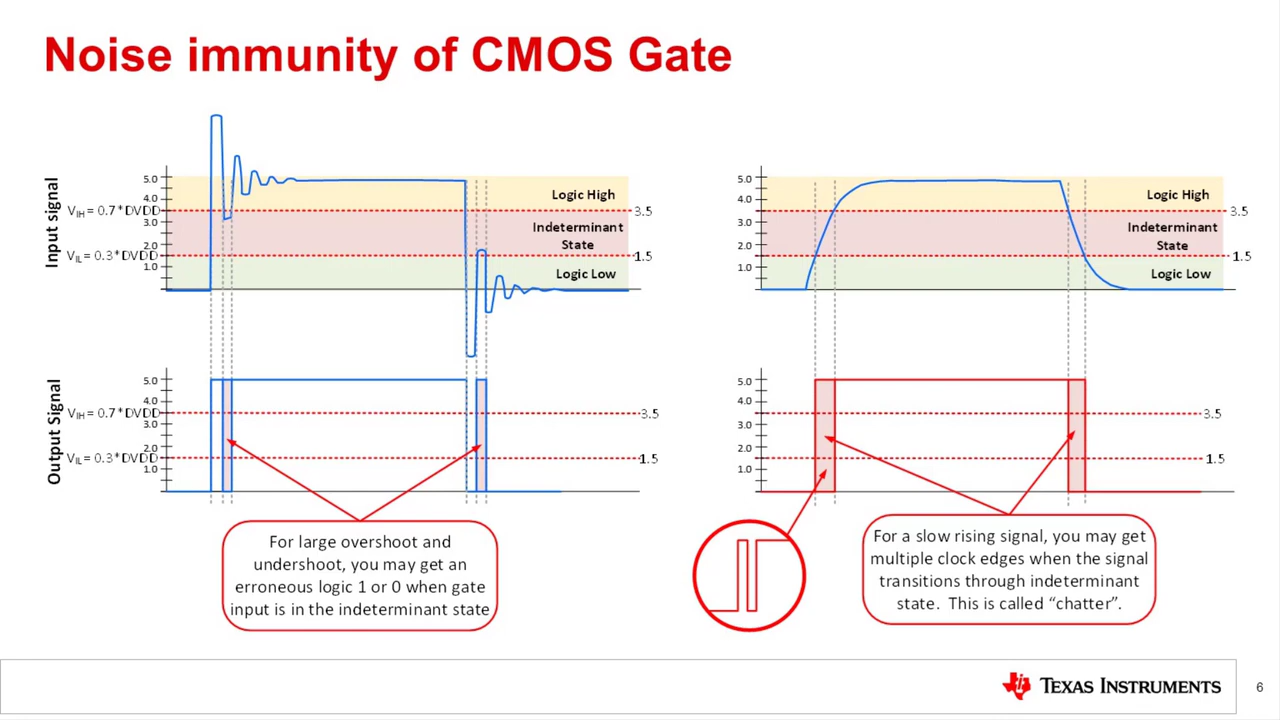 Noise immunity of CMOS Gate
Input signal
5.0
4.0
VIH = 0.7*DVDD
3.0
2.0
VIL = 0.3*DVDD
1.0
Logic High
3.5
Indeterminant
State
1.5
Logic Low
5.0
4.0
3.0
2.0
1.0
Logic High
3.5
Indeterminant
State
1.5
Logic Low
Output Signal
5.0
4.0
VIH = 0.7*DVDD
3.0
2.0
VIL = 0.3*DVDD
1.0
3.5
1.5
5.0
4.0
3.0
2.0
1.0
3.5
1.5
For large overshoot and
undershoot, you may get an
erroneous logic 1 or 0 when gate
input is in the indeterminant state
For a slow rising signal, you may get
multiple clock edges when the signal
transitions through indeterminant
state. This is called “chatter”.
TEXAS INSTRUMENTS
6